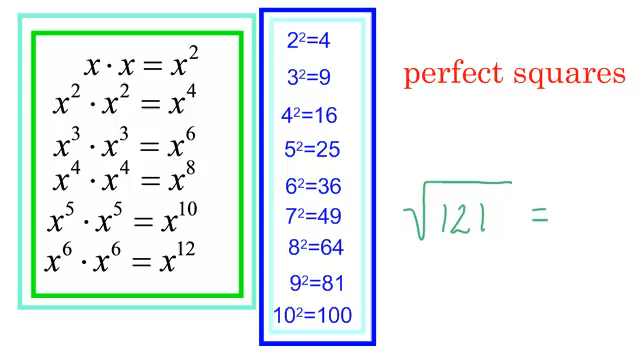 x · x = x²
x² · x² = x⁴
x³ · x³ = x⁶
x⁴ · x⁴ = x⁸
x⁵ · x⁵ = x¹⁰
x⁶ · x⁶ = x¹²
2²=4
3²=9
4²=16
5²=25
6²=36
7²=49
8²=64
9²=81
10²=100
perfect squares
√121 =